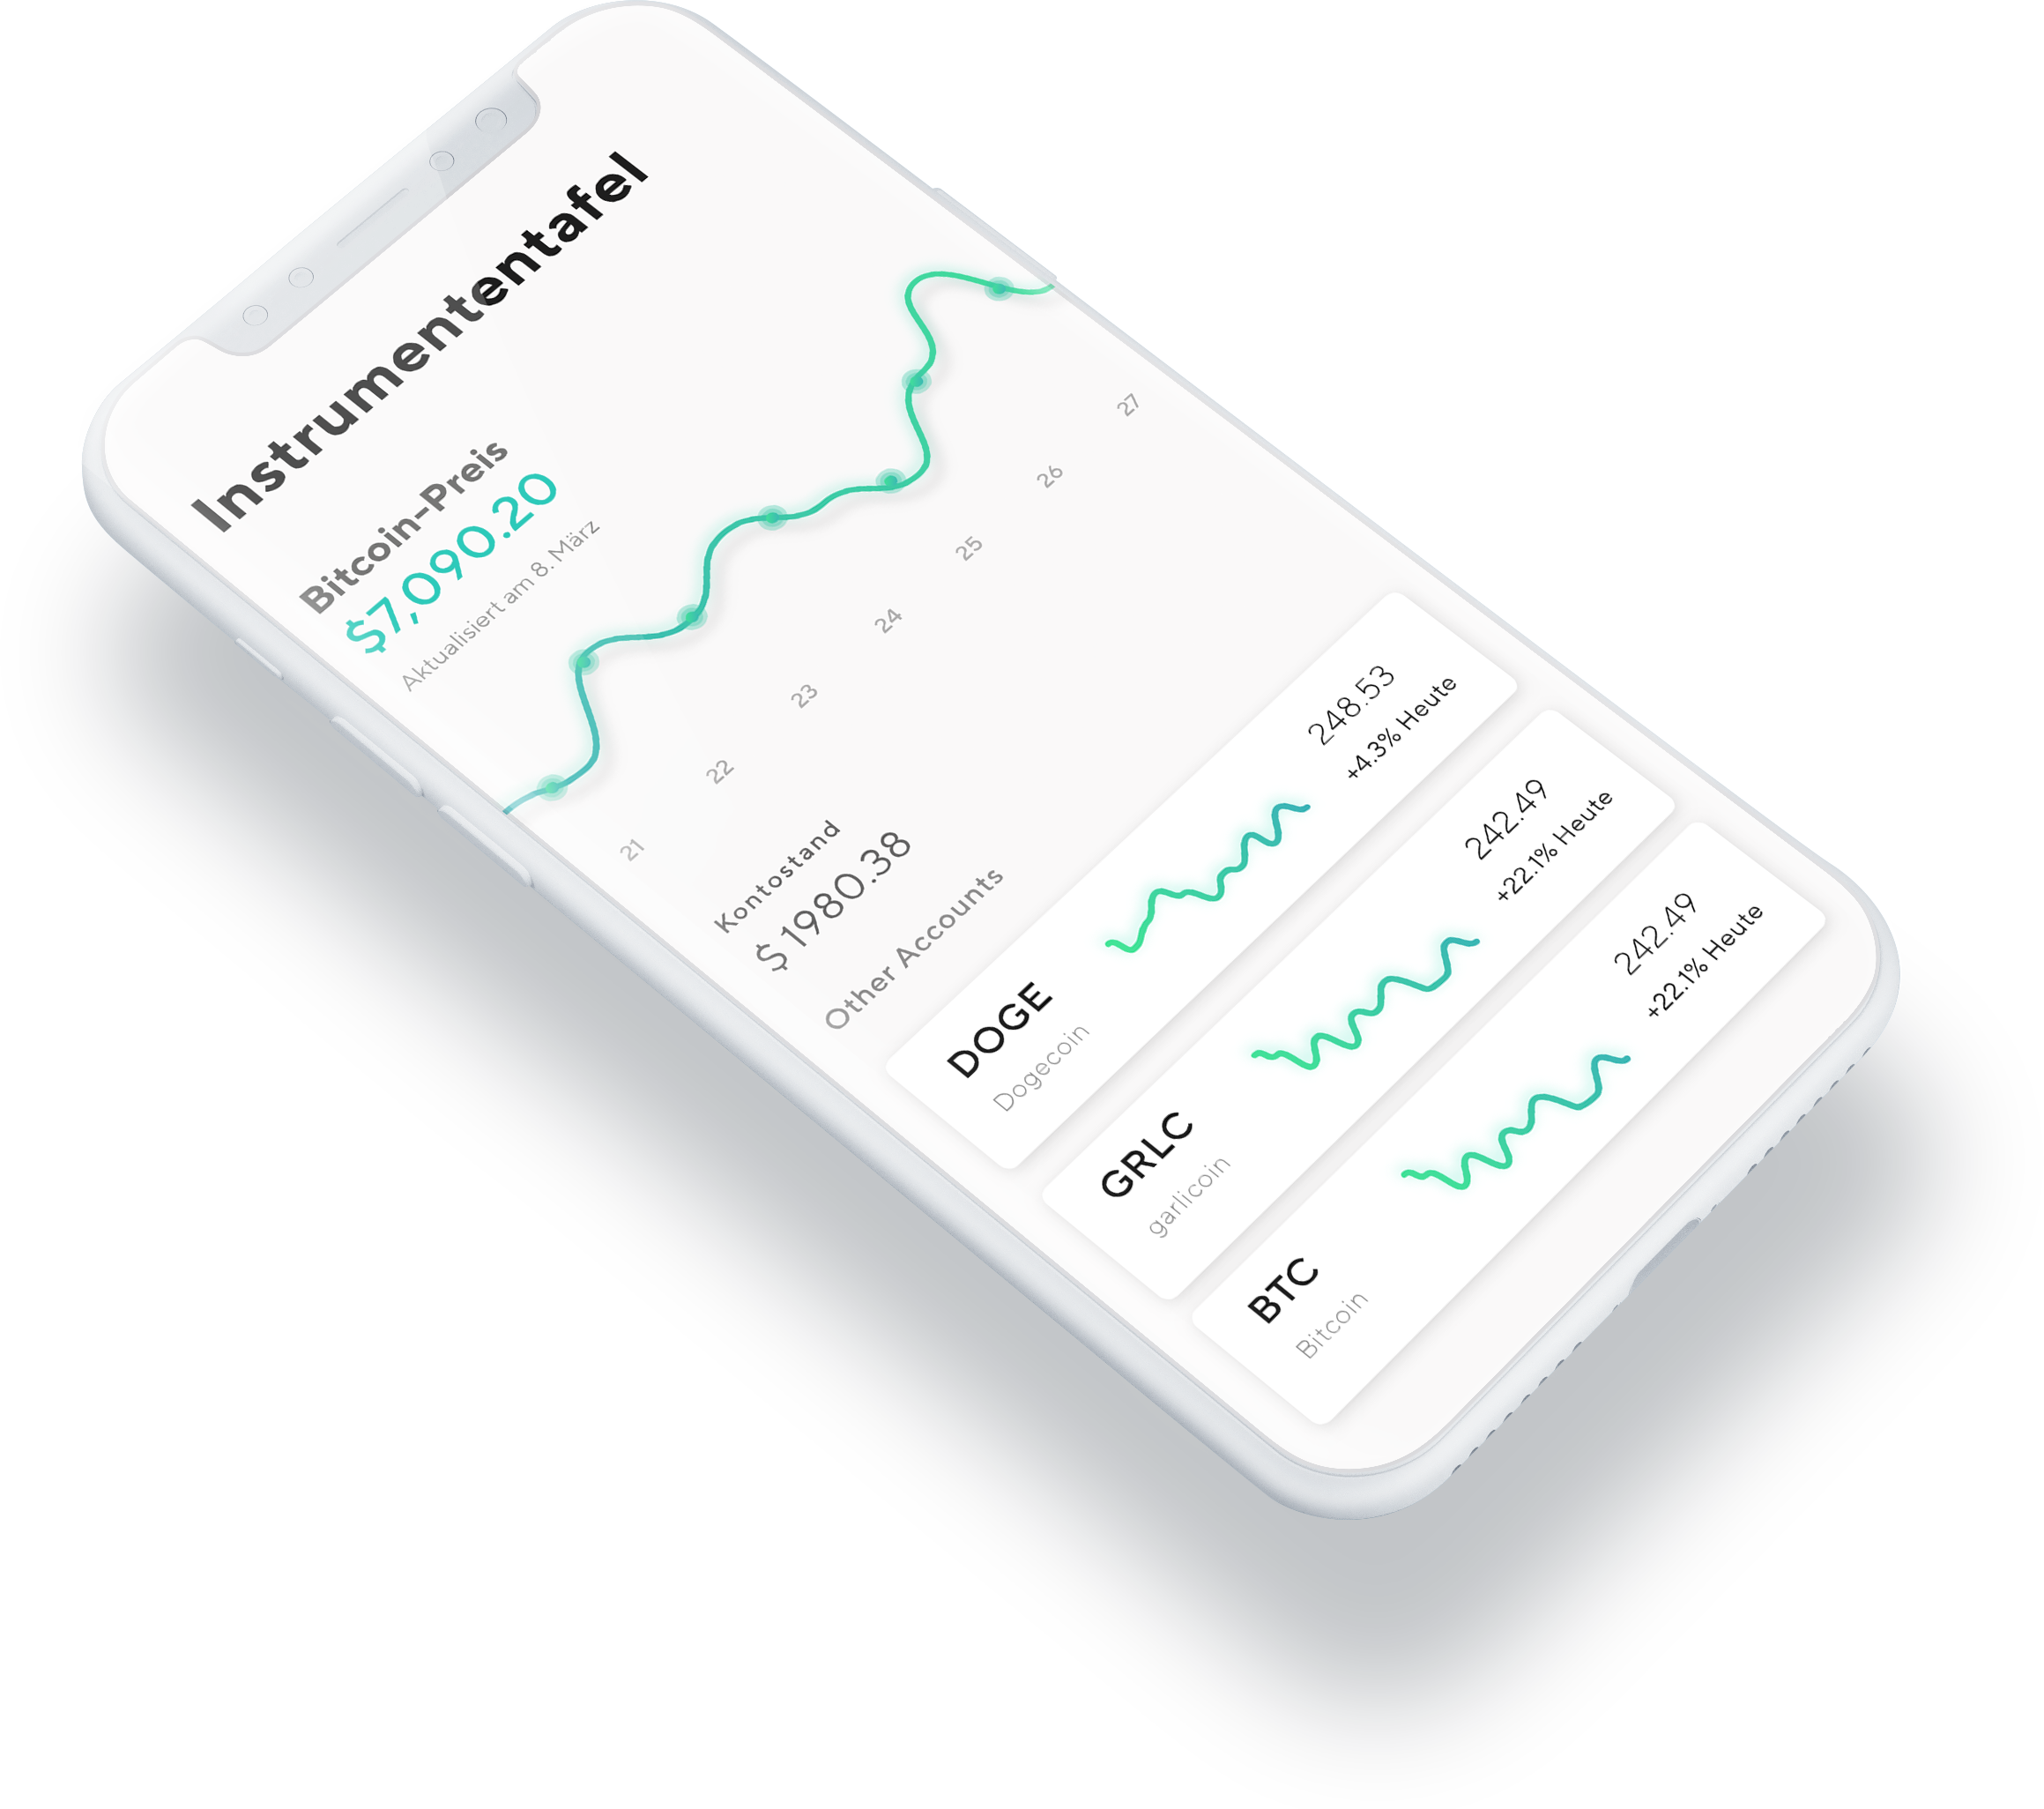 Instrumententafel
Bitcoin-Preis
$7,090.20
Aktualisiert am 8. März
21
22
23
24
25
26
27
Kontostand
$ 1980.38
Other Accounts
DOGE
Dogecoin
248.53
+4.3% Heute
GRLC
garlicoin
242.49
+22.1% Heute
BTC
Bitcoin
242.49
+22.1% Heute